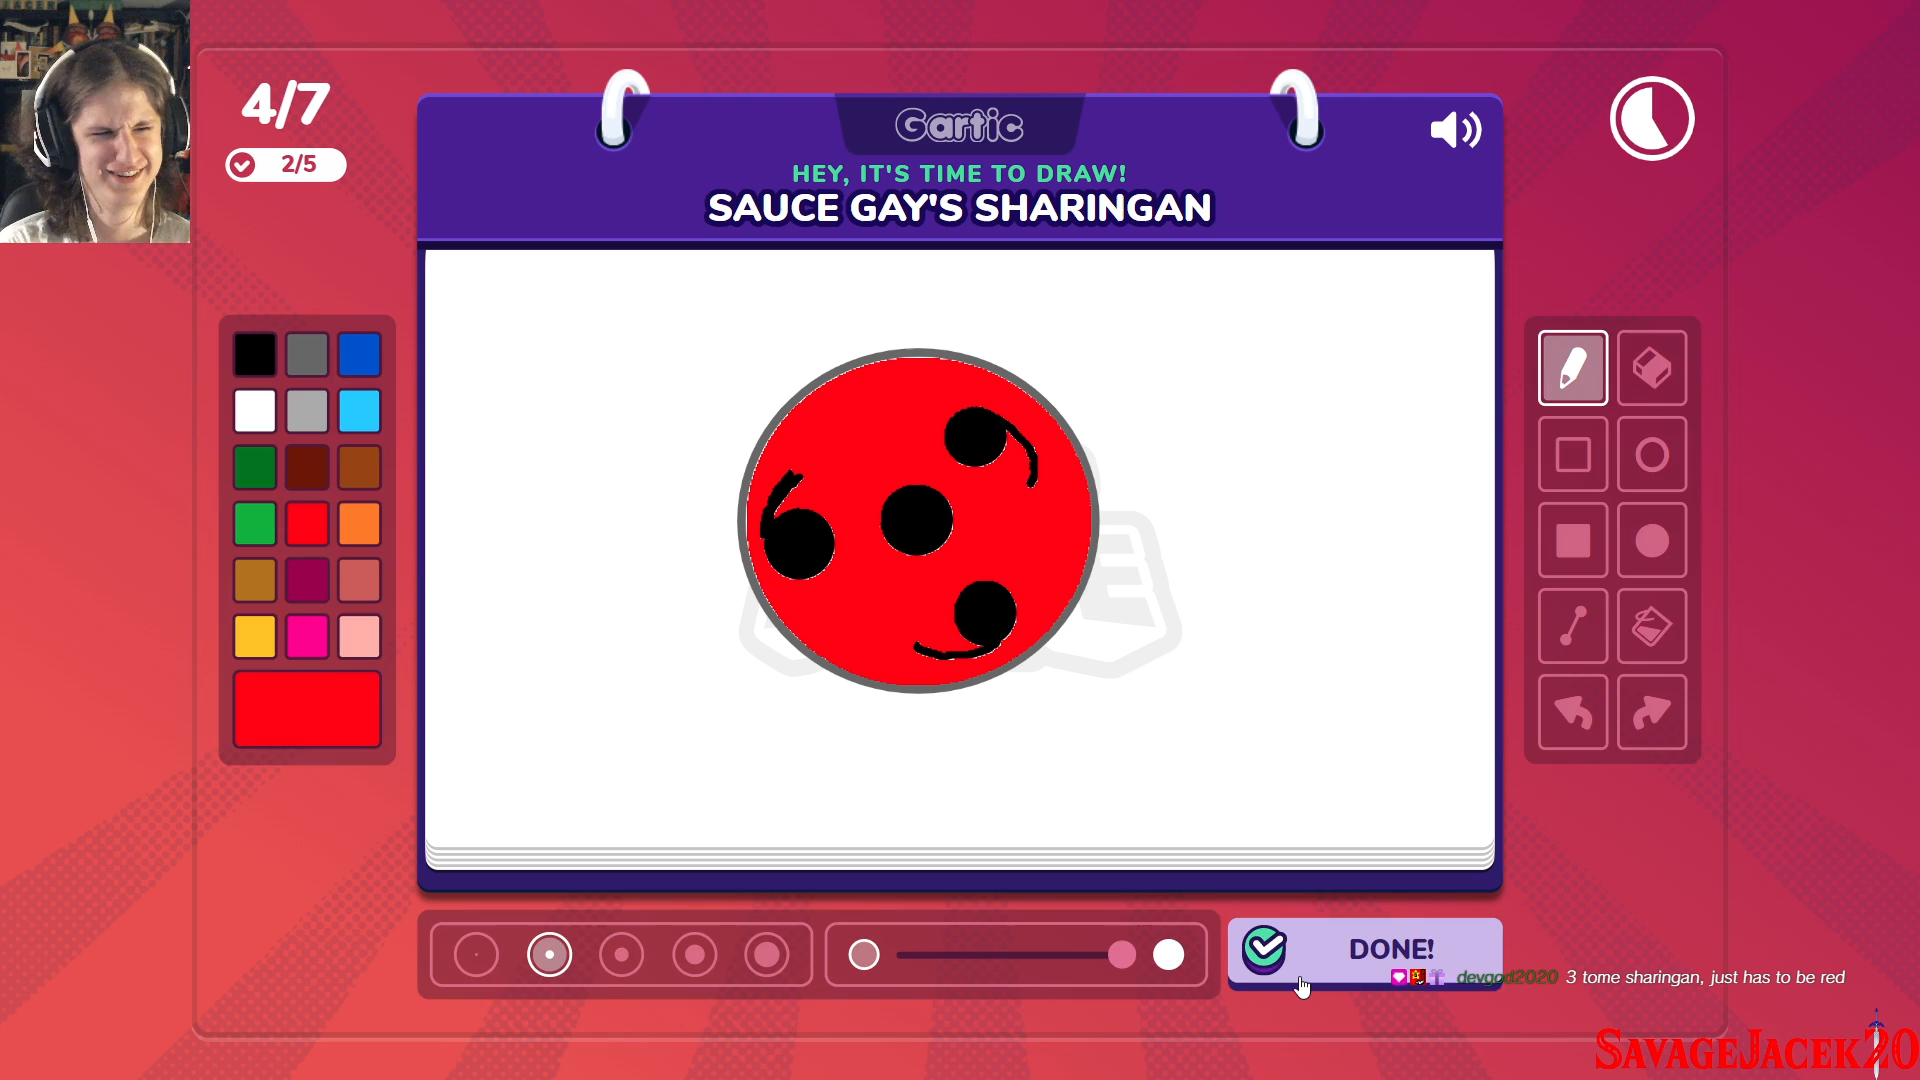 4/7
2/5
Gartic
HEY, IT'S TIME TO DRAW!
SAUCE GAY'S SHARINGAN
DONE!
devgod2020 3 tome sharingan, just has to be red
SAVAGEJACEK20